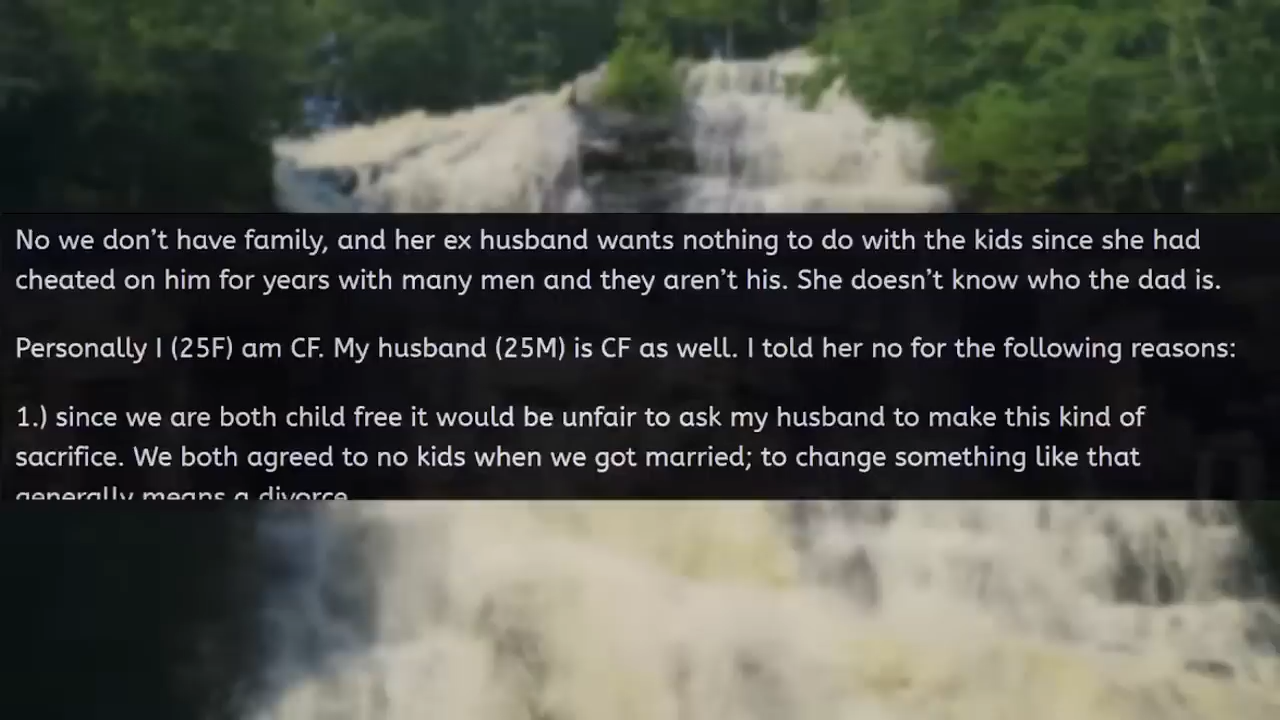 No we don’t have family, and her ex husband wants nothing to do with the kids since she had
cheated on him for years with many men and they aren’t his. She doesn’t know who the dad is.
Personally I (25F) am CF. My husband (25M) is CF as well. I told her no for the following reasons:
1.) since we are both child free it would be unfair to ask my husband to make this kind of
sacrifice. We both agreed to no kids when we got married; to change something like that
generally means a divorce